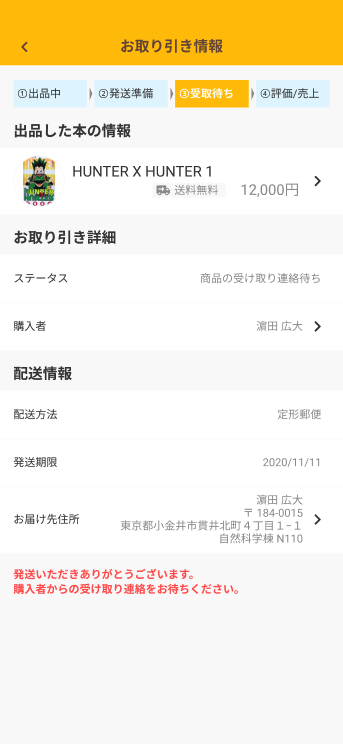 お取り引き情報
①出品中 ②発送準備 ③受取待ち ④評価/売上
出品した本の情報
HUNTER X HUNTER 1
送料無料 12,000円
お取り引き詳細
ステータス 商品の受け取り連絡待ち
購入者 濵田 広大
配送情報
配送方法 定形郵便
発送期限 2020/11/11
濵田 広大
〒184-0015
お届け先住所 東京都小金井市貫井北町４丁目１−１
自然科学棟 N110
発送いただきありがとうございます。
購入者からの受け取り連絡をお待ちください。